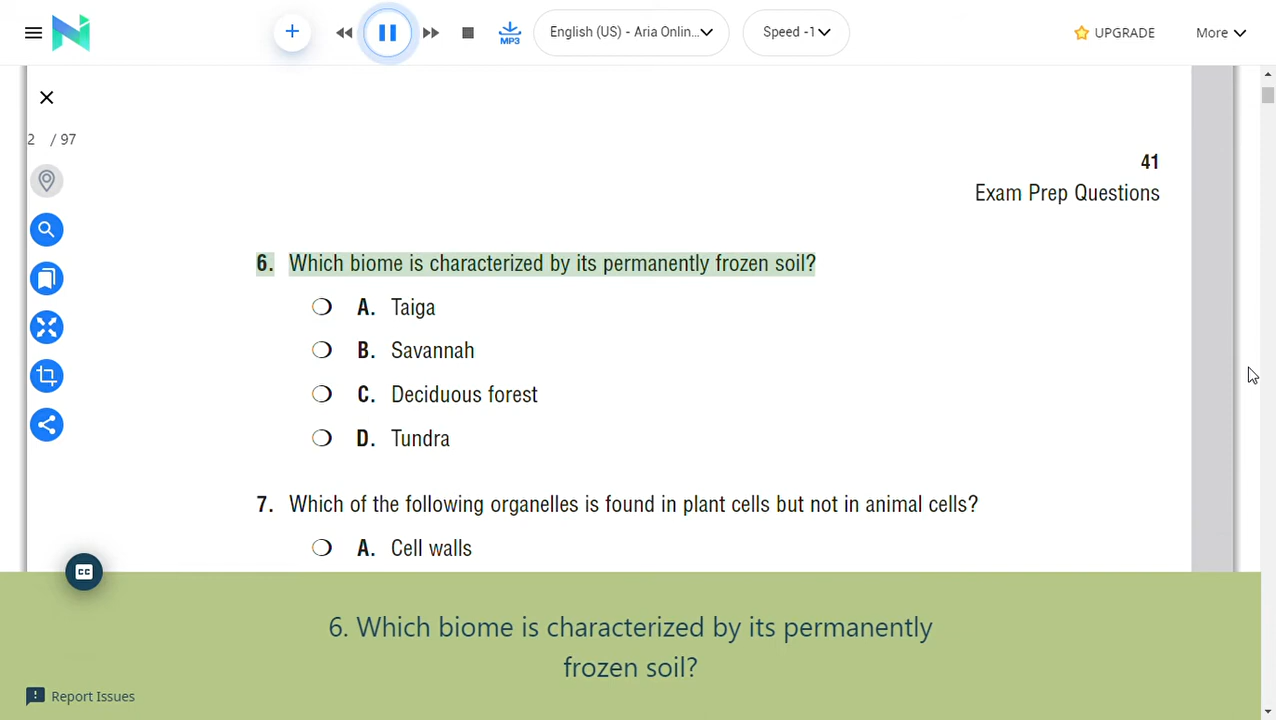 MP3
English (US) - Aria Onlin...
Speed -1
UPGRADE
More
2 / 97
41
Exam Prep Questions
6. Which biome is characterized by its permanently frozen soil?
A. Taiga
B. Savannah
C. Deciduous forest
D. Tundra
7. Which of the following organelles is found in plant cells but not in animal cells?
A. Cell walls
CC
6. Which biome is characterized by its permanently
frozen soil?
Report Issues